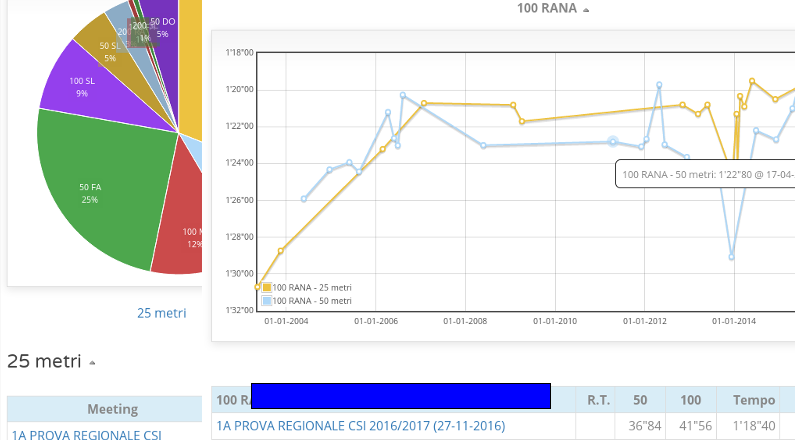 100 RANA
50 DO
5%
200
1%
20
50 SL
5%
100 SL
9%
50 FA
25%
100
12%
25 metri
25 metri
Meeting
1A PROVA REGIONALE CSI
1'18"00
1'20"00
1'22"00
1'24"00
1'26"00
1'28"00
1'30"00
1'32"00
100 RANA - 50 metri: 1'22"80 @ 17-04-
100 RANA - 25 metri
100 RANA - 50 metri
01-01-2004
01-01-2006
01-01-2008
01-01-2010
01-01-2012
01-01-2014
100 R.T. 50 100 Tempo
1A PROVA REGIONALE CSI 2016/2017 (27-11-2016) 36"84 41"56 1'18"40